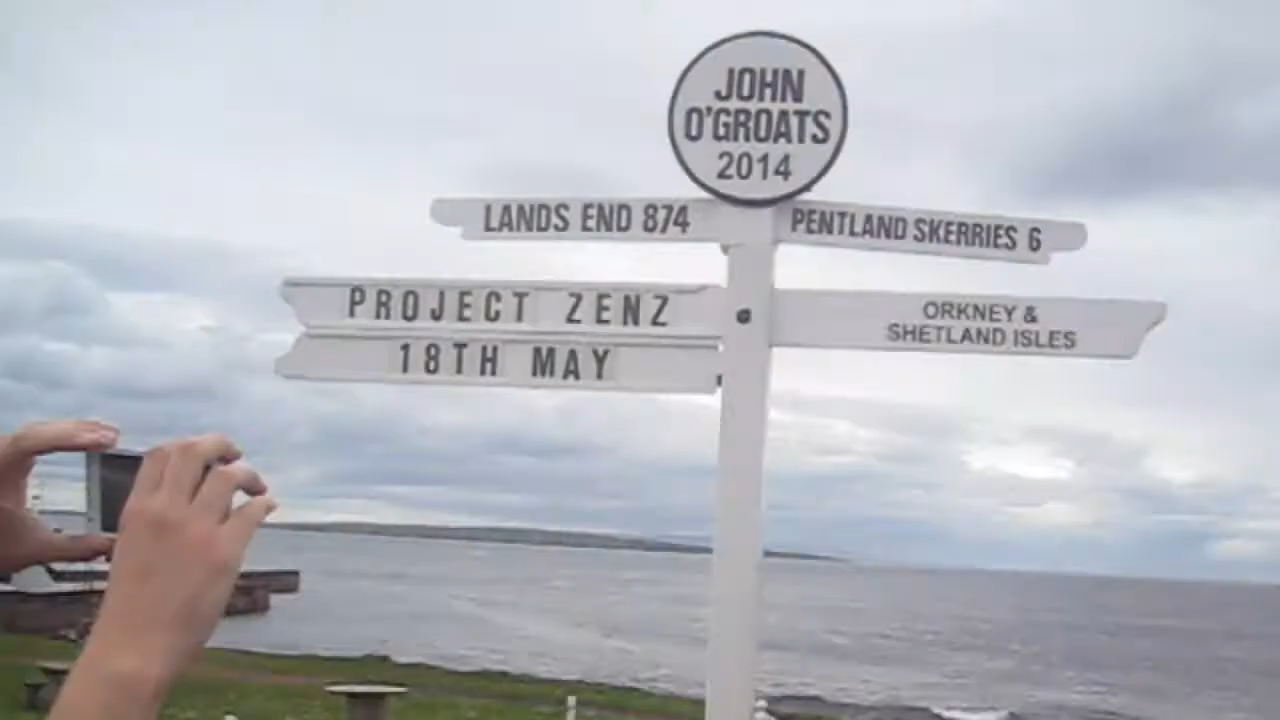 JOHN
O'GROATS
2014
LANDS END 874
PENTLAND SKERRIES 6
PROJECT ZENZ
18TH MAY
ORKNEY &
SHETLAND ISLES